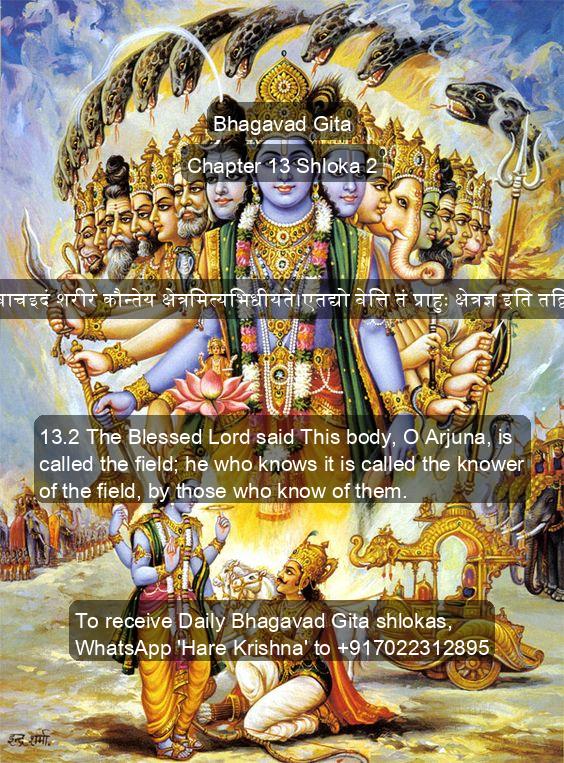 Bhagavad Gita
Chapter 13 Shloka 2
इदं शरीरं कौन्तेय क्षेत्रमित्यभिधीयते।एतद्यो वेत्ति तं प्राहुः क्षेत्रज्ञ इति
13.2 The Blessed Lord said This body, O Arjuna, is
called the field; he who knows it is called the knower
of the field, by those who know of them.
To receive Daily Bhagavad Gita shlokas,
WhatsApp 'Hare Krishna' to +917022312895
इन्द्र शर्मा.